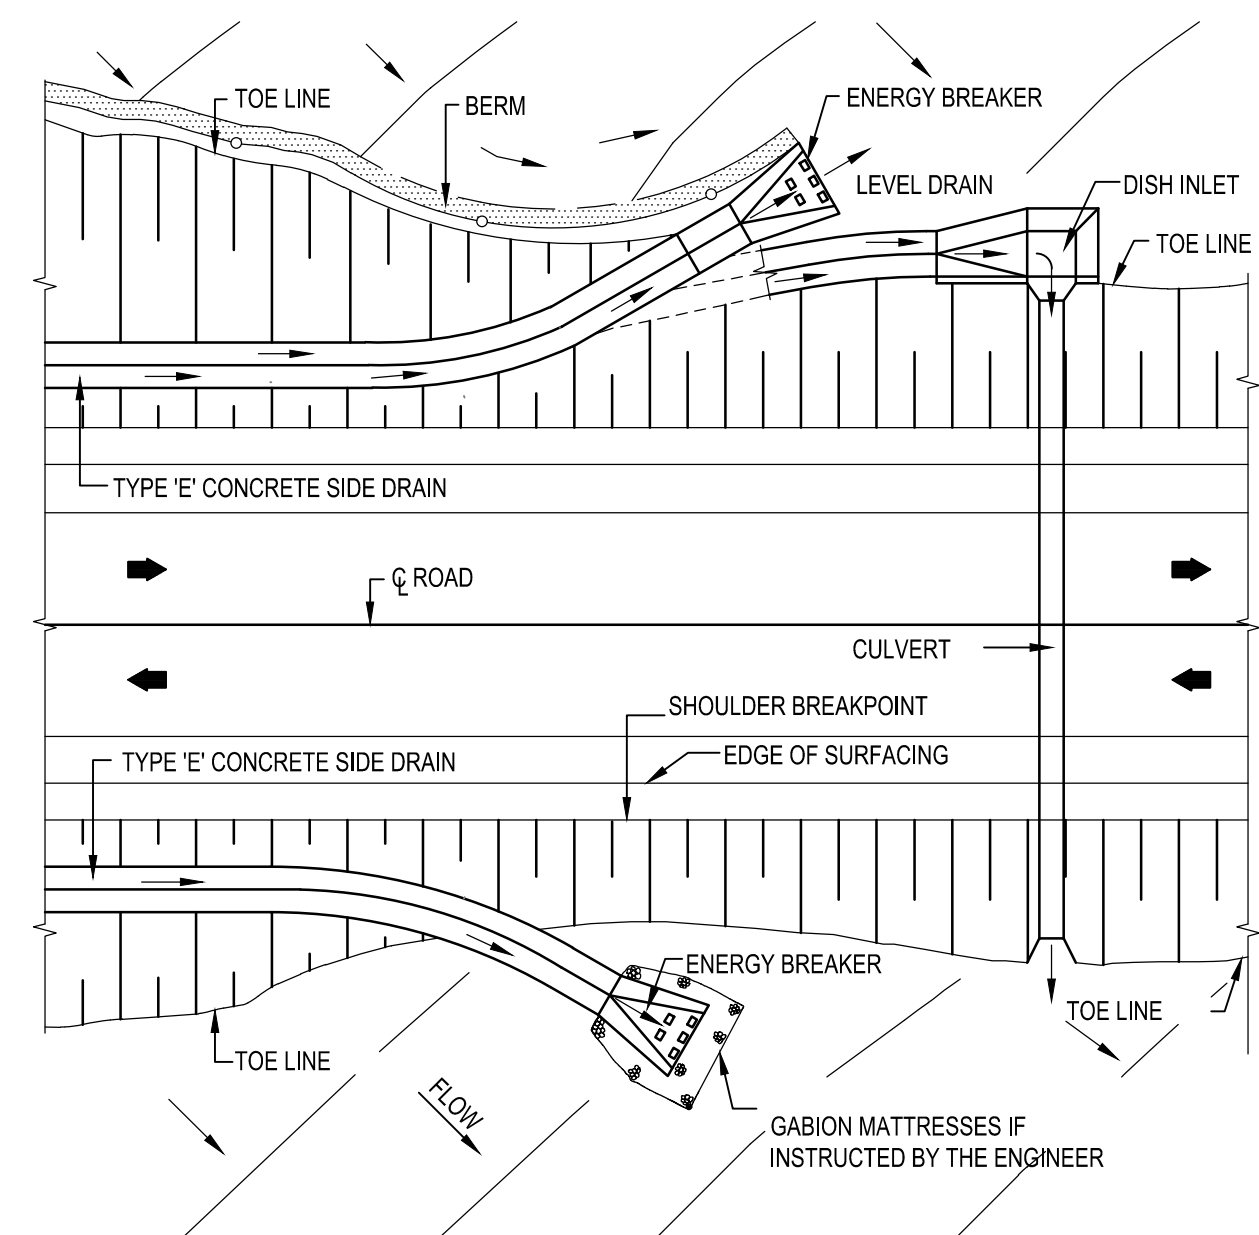 TOE LINE
BERM
ENERGY BREAKER
LEVEL DRAIN
DISH INLET
TOE LINE
TYPE 'E' CONCRETE SIDE DRAIN
℄ ROAD
CULVERT
SHOULDER BREAKPOINT
EDGE OF SURFACING
TYPE 'E' CONCRETE SIDE DRAIN
ENERGY BREAKER
TOE LINE
TOE LINE
FLOW
GABION MATTRESSES IF
INSTRUCTED BY THE ENGINEER